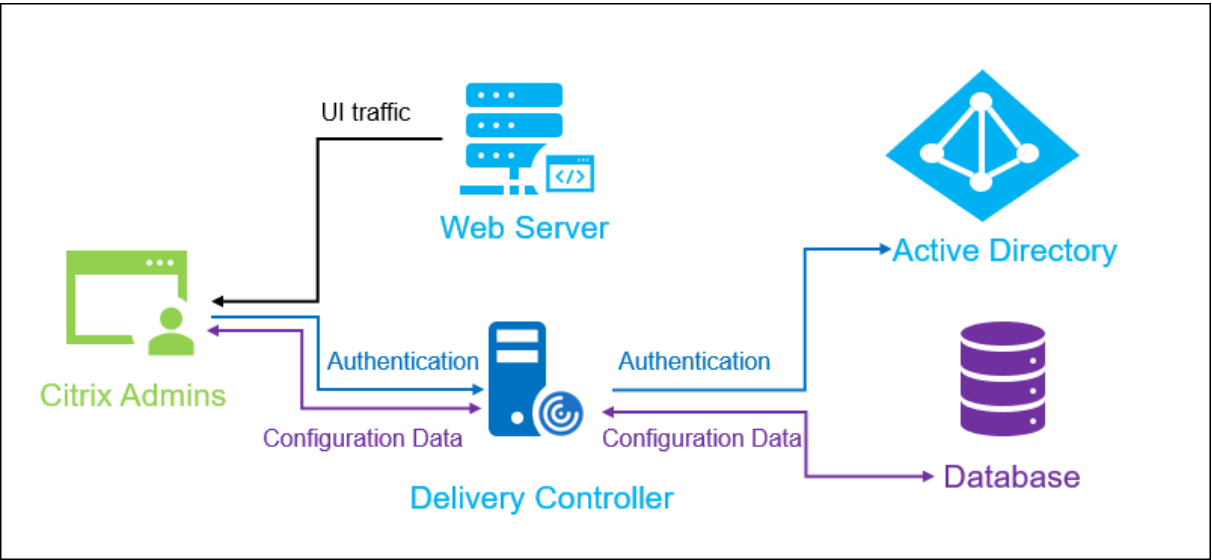 UI traffic
</>
Web Server
Active Directory
Authentication
Authentication
Citrix Admins
Configuration Data
Configuration Data
Database
Delivery Controller